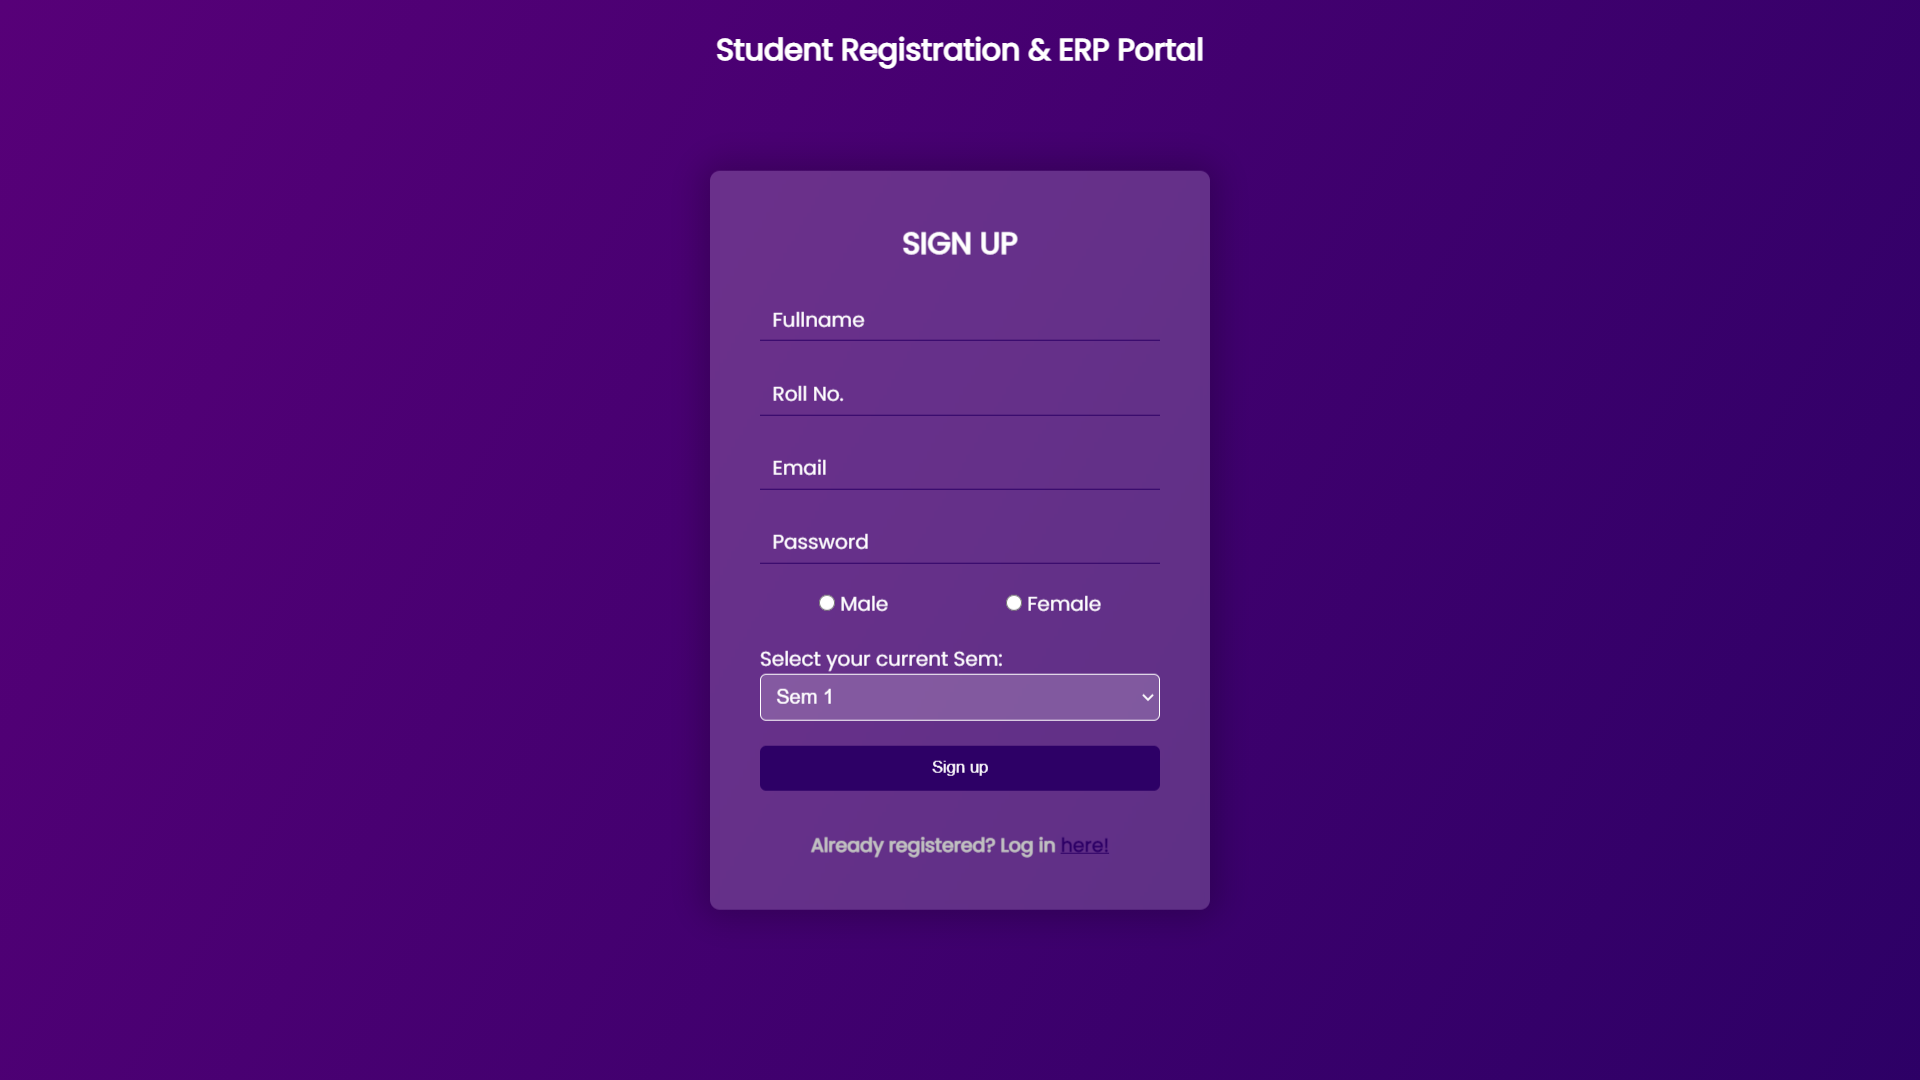 Student Registration & ERP Portal
SIGN UP
Fullname
Roll No.
Email
Password
Male Female
Select your current Sem:
Sem 1
Sign up
Already registered? Log in here!